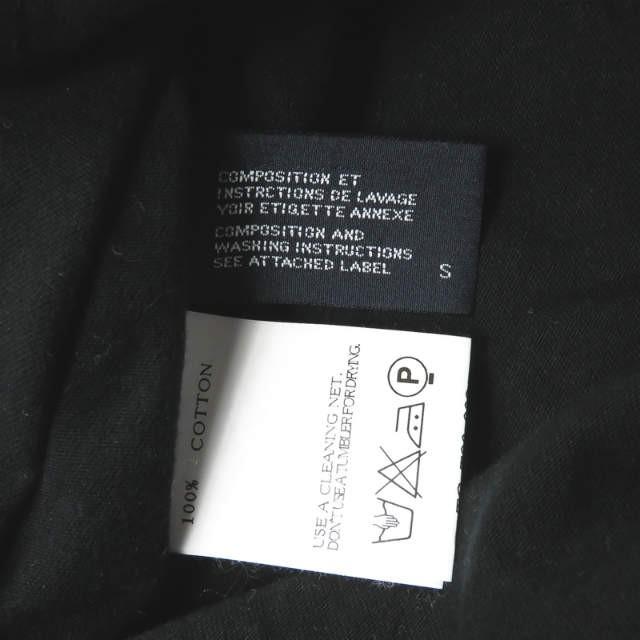 COMPOSITION ET
INSTRCTIONS DE LAVAGE
VOIR ETIQUETTE ANNEXE
COMPOSITION AND
WASHING INSTRUCTIONS
SEE ATTACHED LABEL
S
100% COTTON
USE A CLEANING NET.
DON'T USE A TUMBLER FOR DRYING.
P